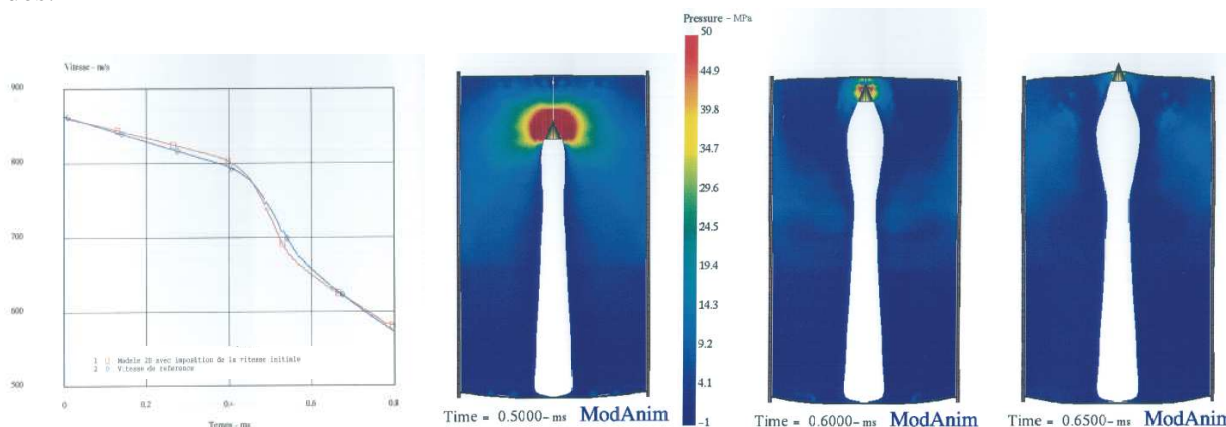 Vitesse - m/s
900
800
700
600
500
0
0.2
0.4
0.6
0.8
Temps - ms
1 Modele 2D avec imposition de la vitesse initiale
2 Vitesse de reference
Time = 0.5000- ms ModAnim
Pressure - MPa
50
44.9
39.8
34.7
29.6
24.5
19.4
14.3
9.2
4.1
-1
Time = 0.6000- ms ModAnim
Time = 0.6500- ms ModAnim